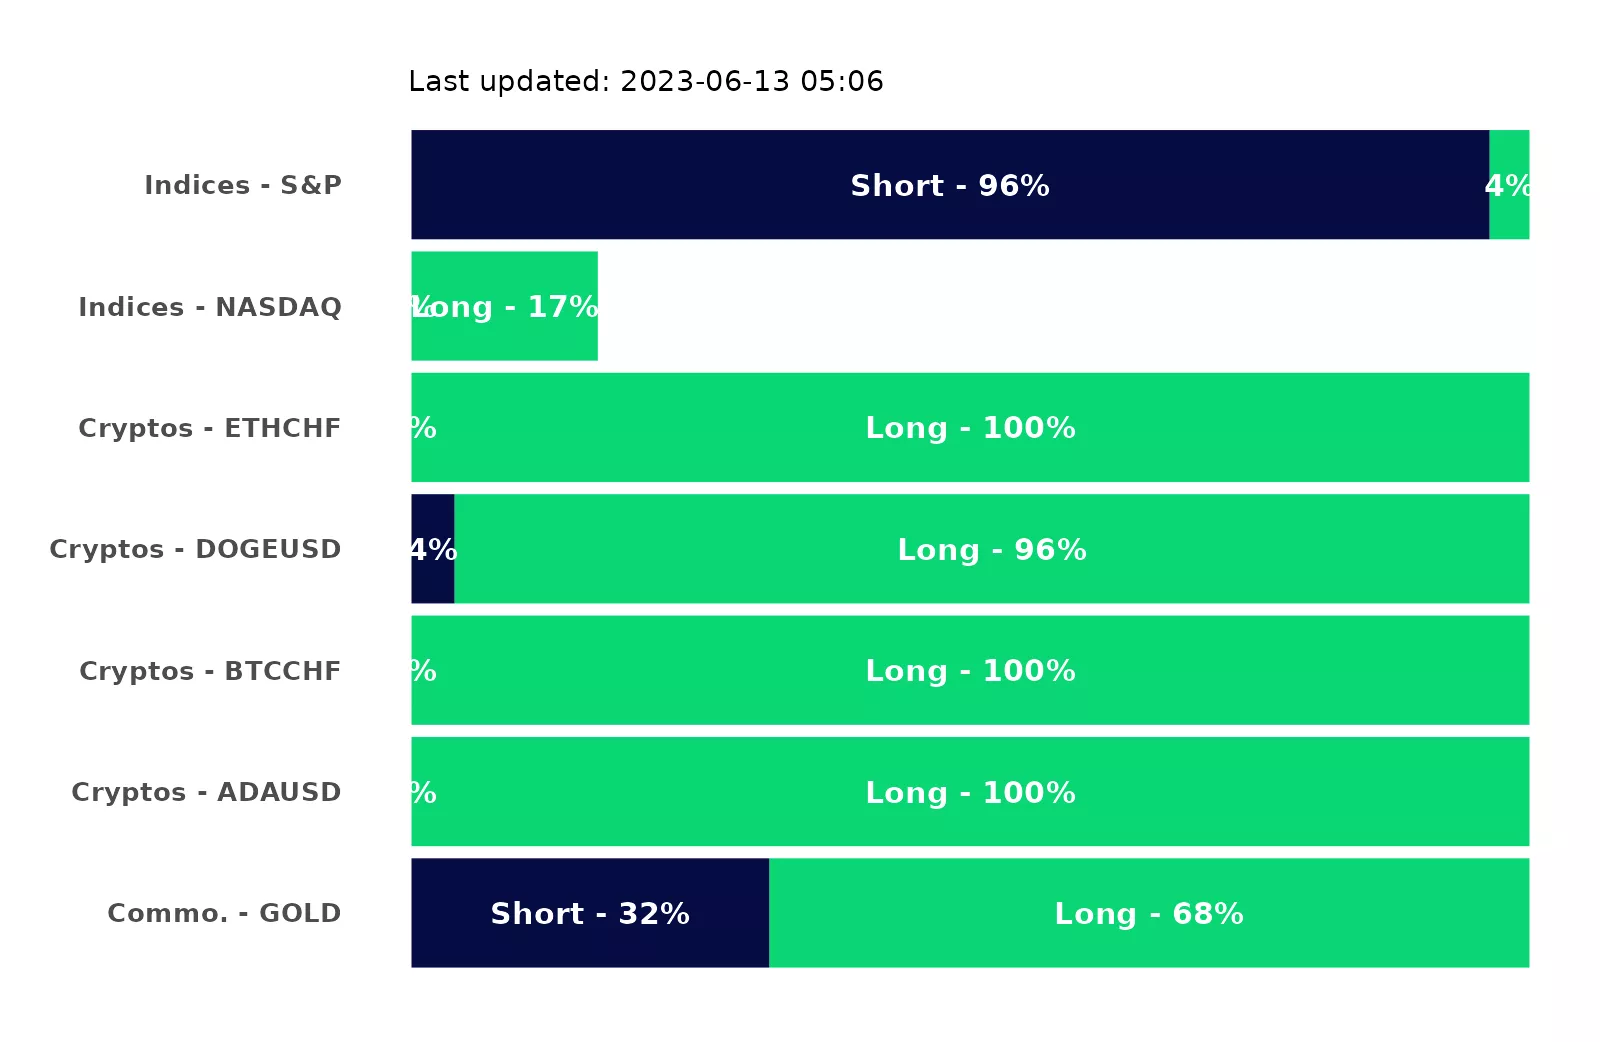 Last updated: 2023-06-13 05:06
Indices - S&P Short - 96% 4%
Indices - NASDAQ % Long - 17%
Cryptos - ETHCHF % Long - 100%
Cryptos - DOGEUSD 4% Long - 96%
Cryptos - BTCCHF % Long - 100%
Cryptos - ADAUSD % Long - 100%
Commo. - GOLD Short - 32% Long - 68%